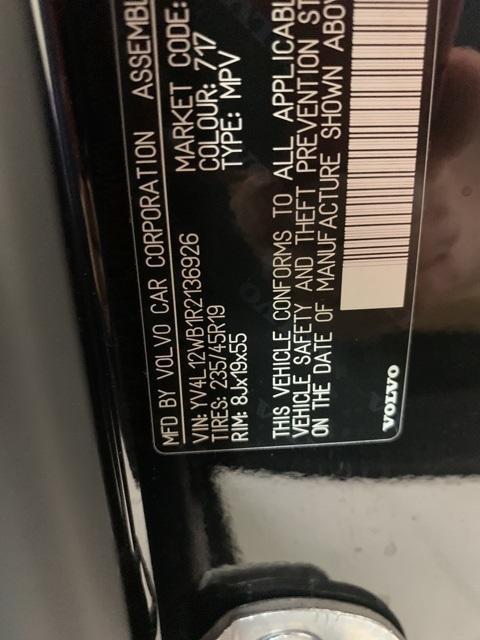 MFD BY VOLVO CAR CORPORATION ASSEMBL
VIN: YV4L12WB1R2136926 MARKET CODE:
TIRES: 235/45R19 COLOUR: 717
RIM: 8Jx19x55 TYPE: MPV
THIS VEHICLE CONFORMS TO ALL APPLICABL
VEHICLE SAFETY AND THEFT PREVENTION ST
ON THE DATE OF MANUFACTURE SHOWN ABOV
VOLVO